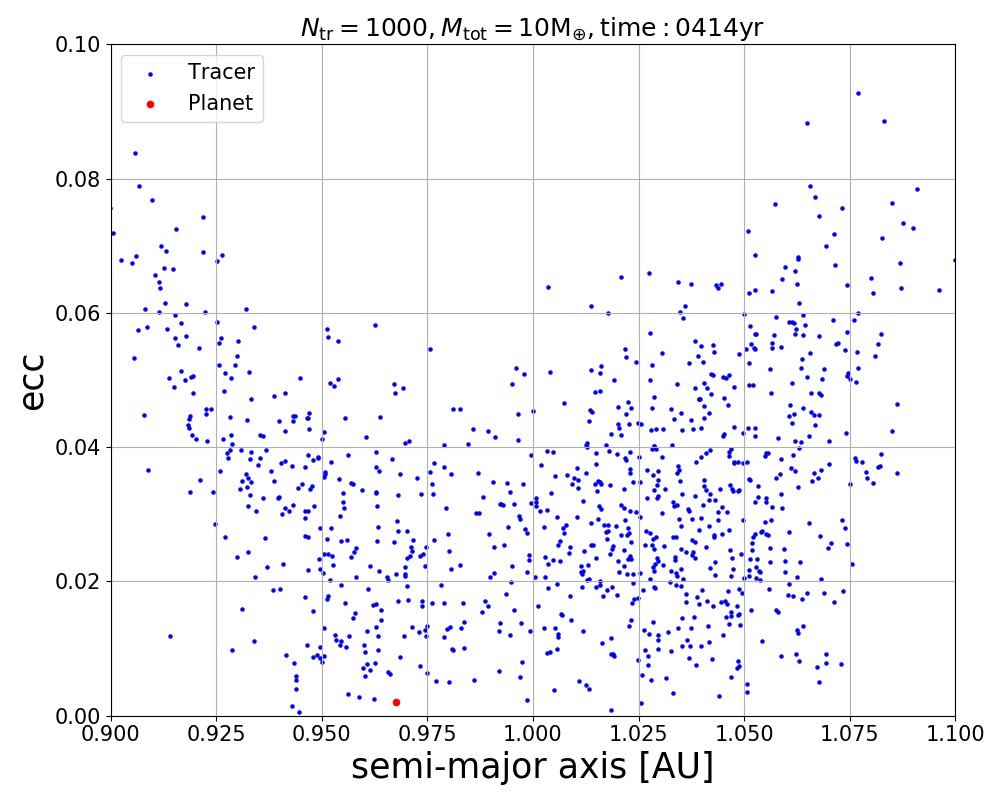 N_tr = 1000, M_tot = 10M_⊕, time : 0414yr
Tracer
Planet
ecc
0.10
0.08
0.06
0.04
0.02
0.00
0.900 0.925 0.950 0.975 1.000 1.025 1.050 1.075 1.100
semi-major axis [AU]